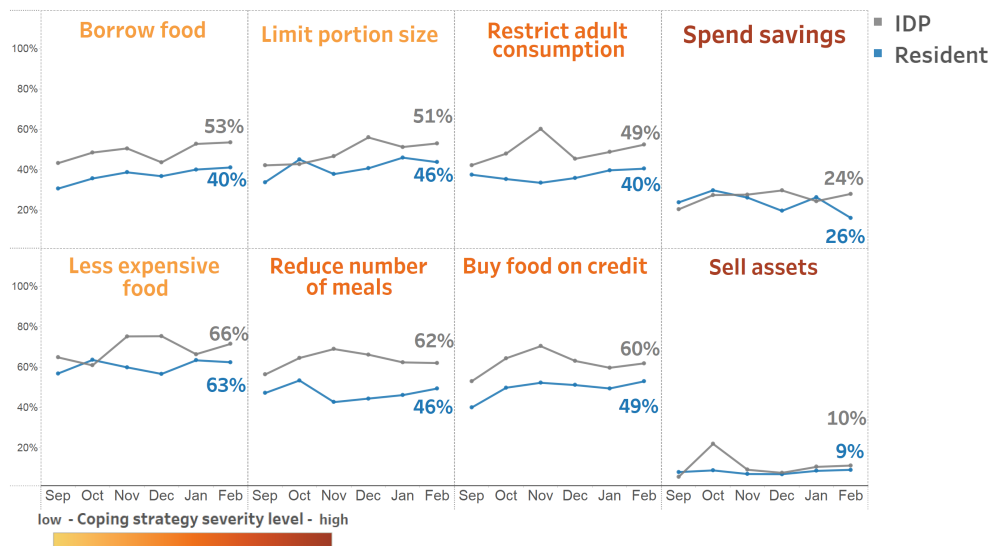 Borrow food
Limit portion size
Restrict adult
consumption
Spend savings
IDP
Resident
100%
80%
60%
40%
20%
53%
40%
51%
46%
49%
40%
24%
26%
Less expensive
food
Reduce number
of meals
Buy food on credit
Sell assets
100%
80%
60%
40%
20%
66%
63%
62%
46%
60%
49%
10%
9%
Sep Oct Nov Dec Jan Feb
Sep Oct Nov Dec Jan Feb
Sep Oct Nov Dec Jan Feb
Sep Oct Nov Dec Jan Feb
low - Coping strategy severity level - high